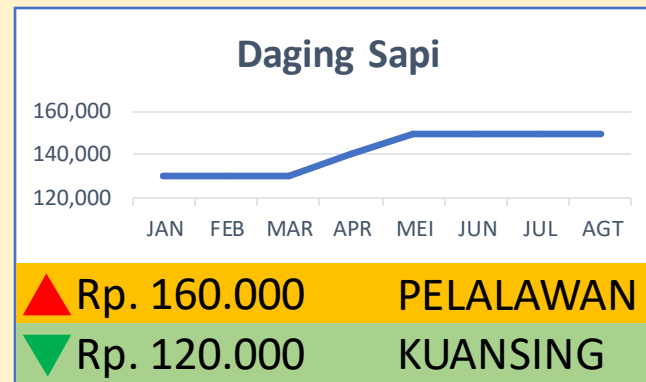 Daging Sapi
160,000
140,000
120,000
JAN FEB MAR APR MEI JUN JUL AGT
Rp. 160.000 PELALAWAN
Rp. 120.000 KUANSING